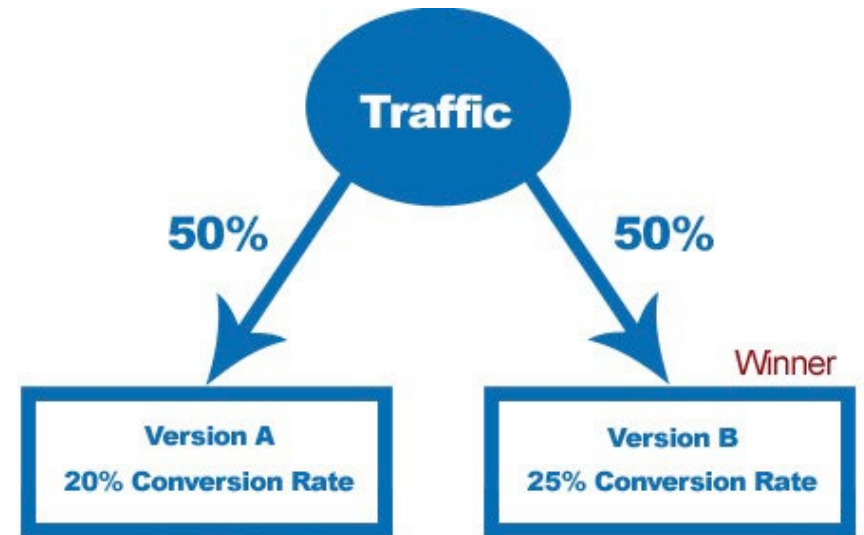 Traffic
50%
50%
Winner
Version A
20% Conversion Rate
Version B
25% Conversion Rate